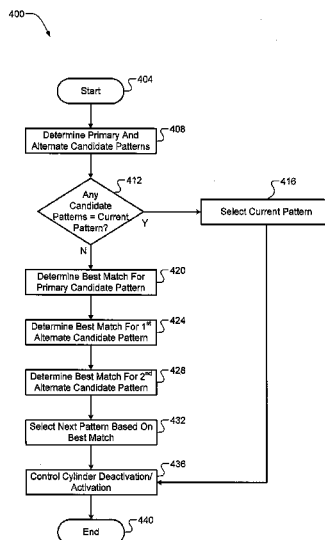 400
Start
404
Determine Primary And
Alternate Candidate Patterns
408
Any
Candidate
Patterns = Current
Pattern?
412
Y
N
416
Select Current Pattern
Determine Best Match For
Primary Candidate
Pattern
420
Determine Best Match For 1st
Alternate Candidate Pattern
424
Determine Best Match For 2nd
Alternate Candidate Pattern
428
Select Next Pattern Based On
Best Match
432
Control Cylinder Deactivation/
Activation
436
End
440